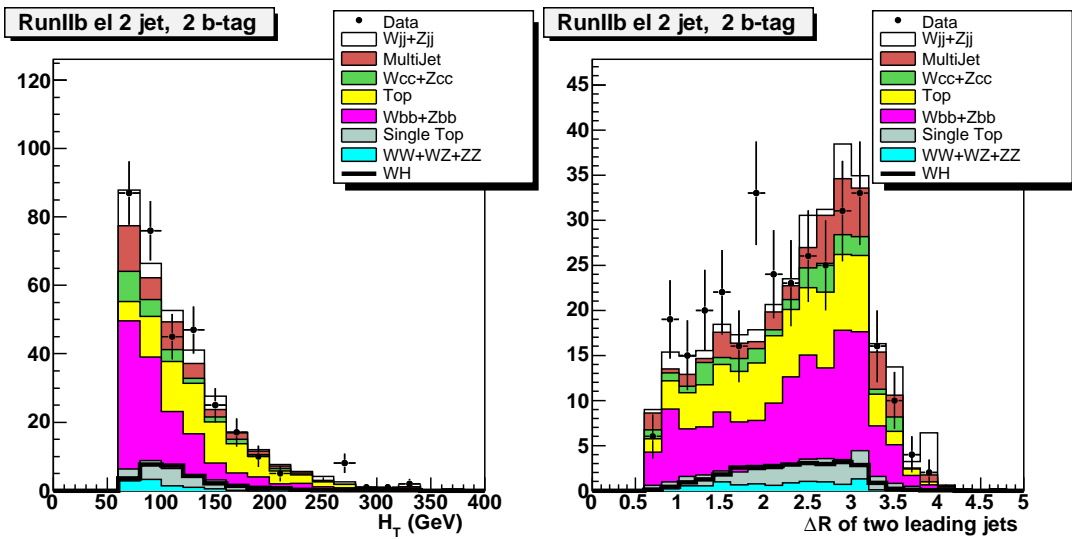 RunIIb el 2 jet, 2 b-tag
Data
Wjj+Zjj
MultiJet
Wcc+Zcc
Top
Wbb+Zbb
Single Top
WW+WZ+ZZ
WH
120
100
80
60
40
20
0
0 50 100 150 200 250 300 350 400
H_T (GeV)
RunIIb el 2 jet, 2 b-tag
Data
Wjj+Zjj
MultiJet
Wcc+Zcc
Top
Wbb+Zbb
Single Top
WW+WZ+ZZ
WH
45
40
35
30
25
20
15
10
5
0
0 0.5 1 1.5 2 2.5 3 3.5 4 4.5 5
ΔR of two leading jets